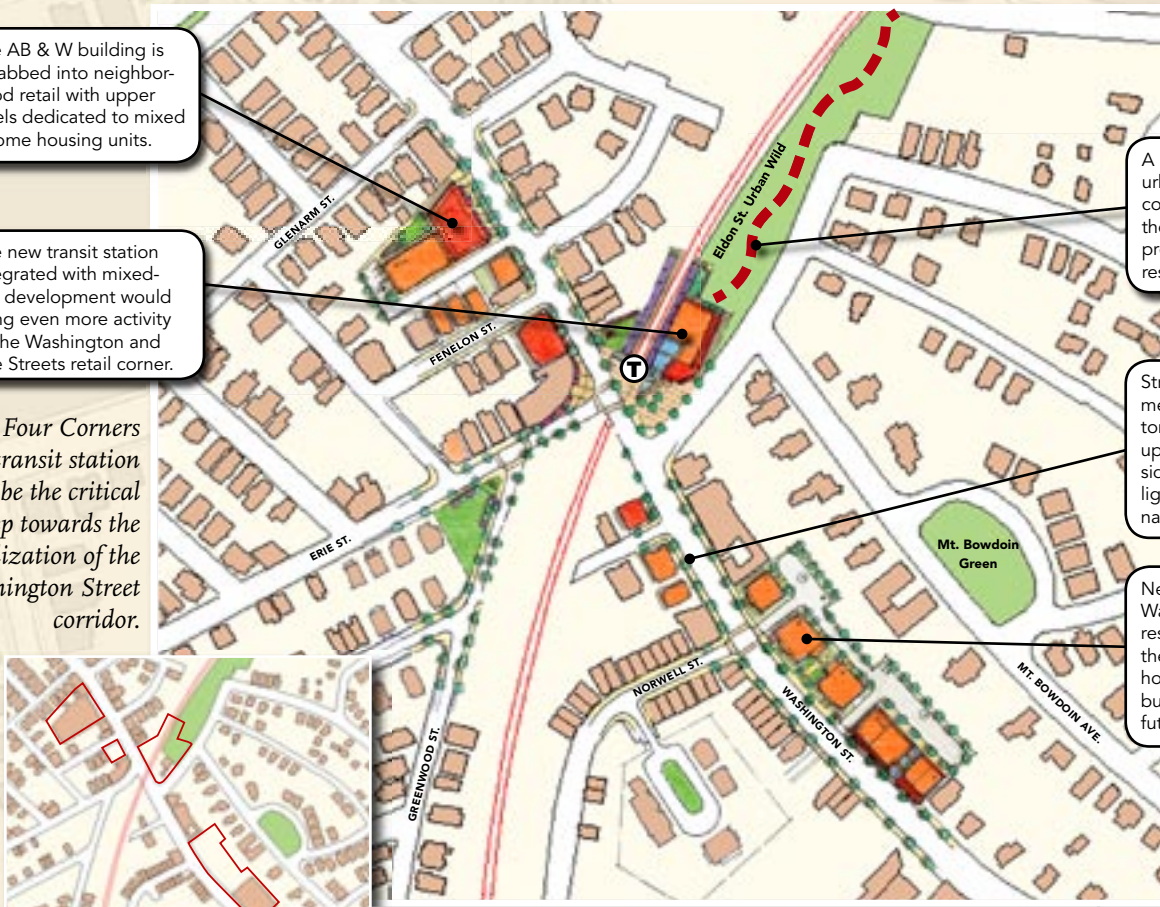 AB & W building is
abbed into neighbor-
od retail with upper
els dedicated to mixed
ome housing units.
e new transit station
egrated with mixed-
development would
ng even more activity
he Washington and
e Streets retail corner.
Four Corners
transit station
be the critical
p towards the
ization of the
ington Street
corridor.
GLENARM ST.
FENELON ST.
ERIE ST.
GREENWOOD ST.
NORWELL ST.
WASHINGTON ST.
MT. BOWDOIN AVE.
Eldon St. Urban Wild
T
Mt. Bowdoin
Green
A
url
co
the
pr
res
Str
me
tor
up
sid
lig
na
Ne
Wa
res
the
ho
bu
fut